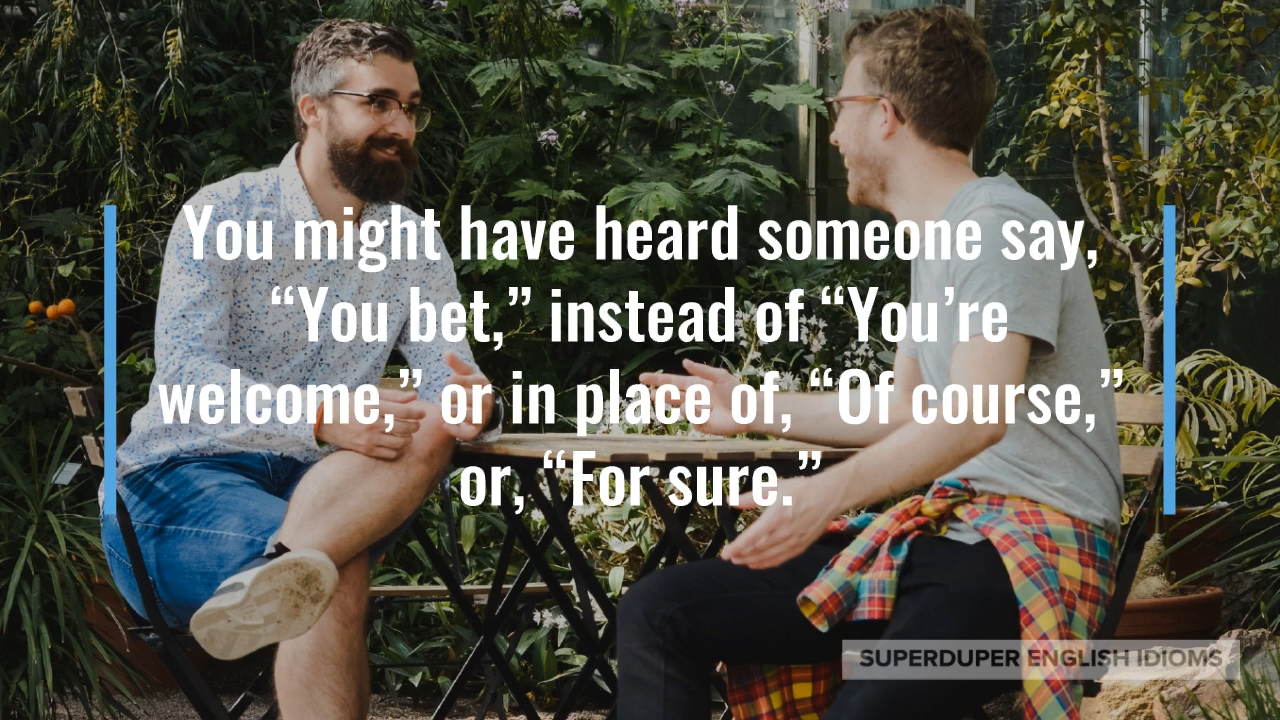 You might have heard someone say,
“You bet,” instead of “You’re
welcome,” or in place of, “Of course,”
or, “For sure.”
SUPERDUPER ENGLISH IDIOMS